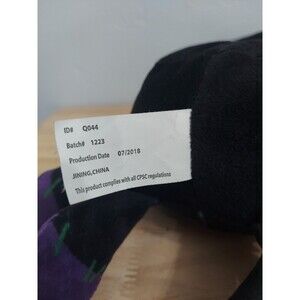 ID# Q044
Batch# 1223
Production Date 07/2018
JINING,CHINA
This product complies with all CPSC regulations